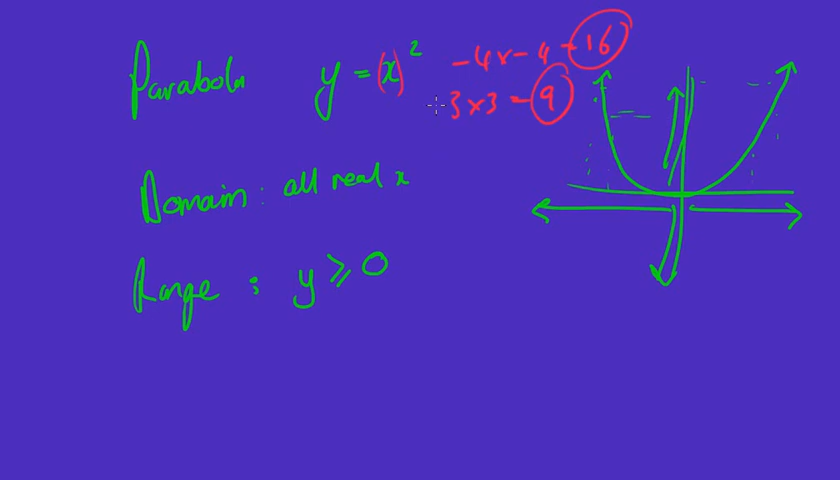 Parabola y = (x)² -4x-4 = 16
3x3 = 9
Domain : all real x
Range : y ≥ 0